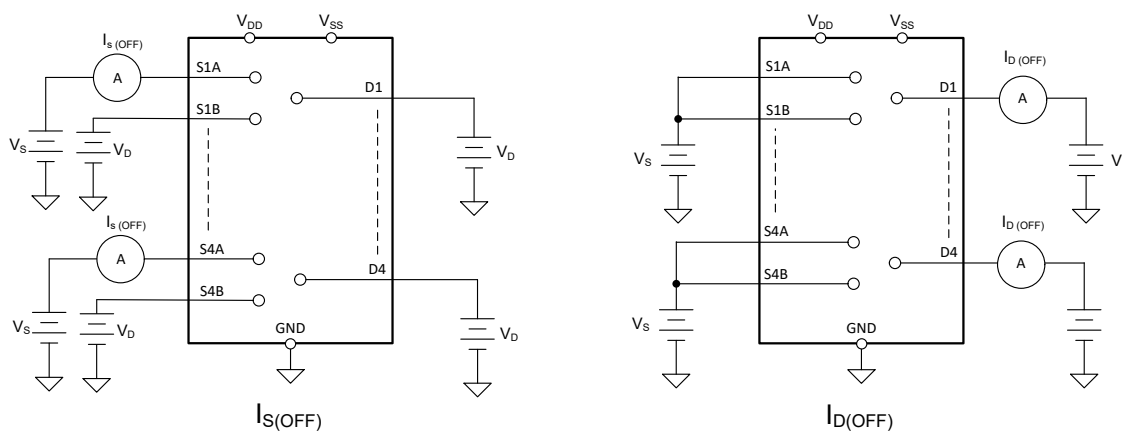 VDD
VSS
Is (OFF)
A
S1A
D1
S1B
VS
VD
VD
Is (OFF)
A
S4A
D4
S4B
VS
VD
VD
GND
IS(OFF)
VDD
VSS
ID (OFF)
S1A
A
D1
S1B
VS
V
ID (OFF)
S4A
A
D4
S4B
VS
GND
ID(OFF)